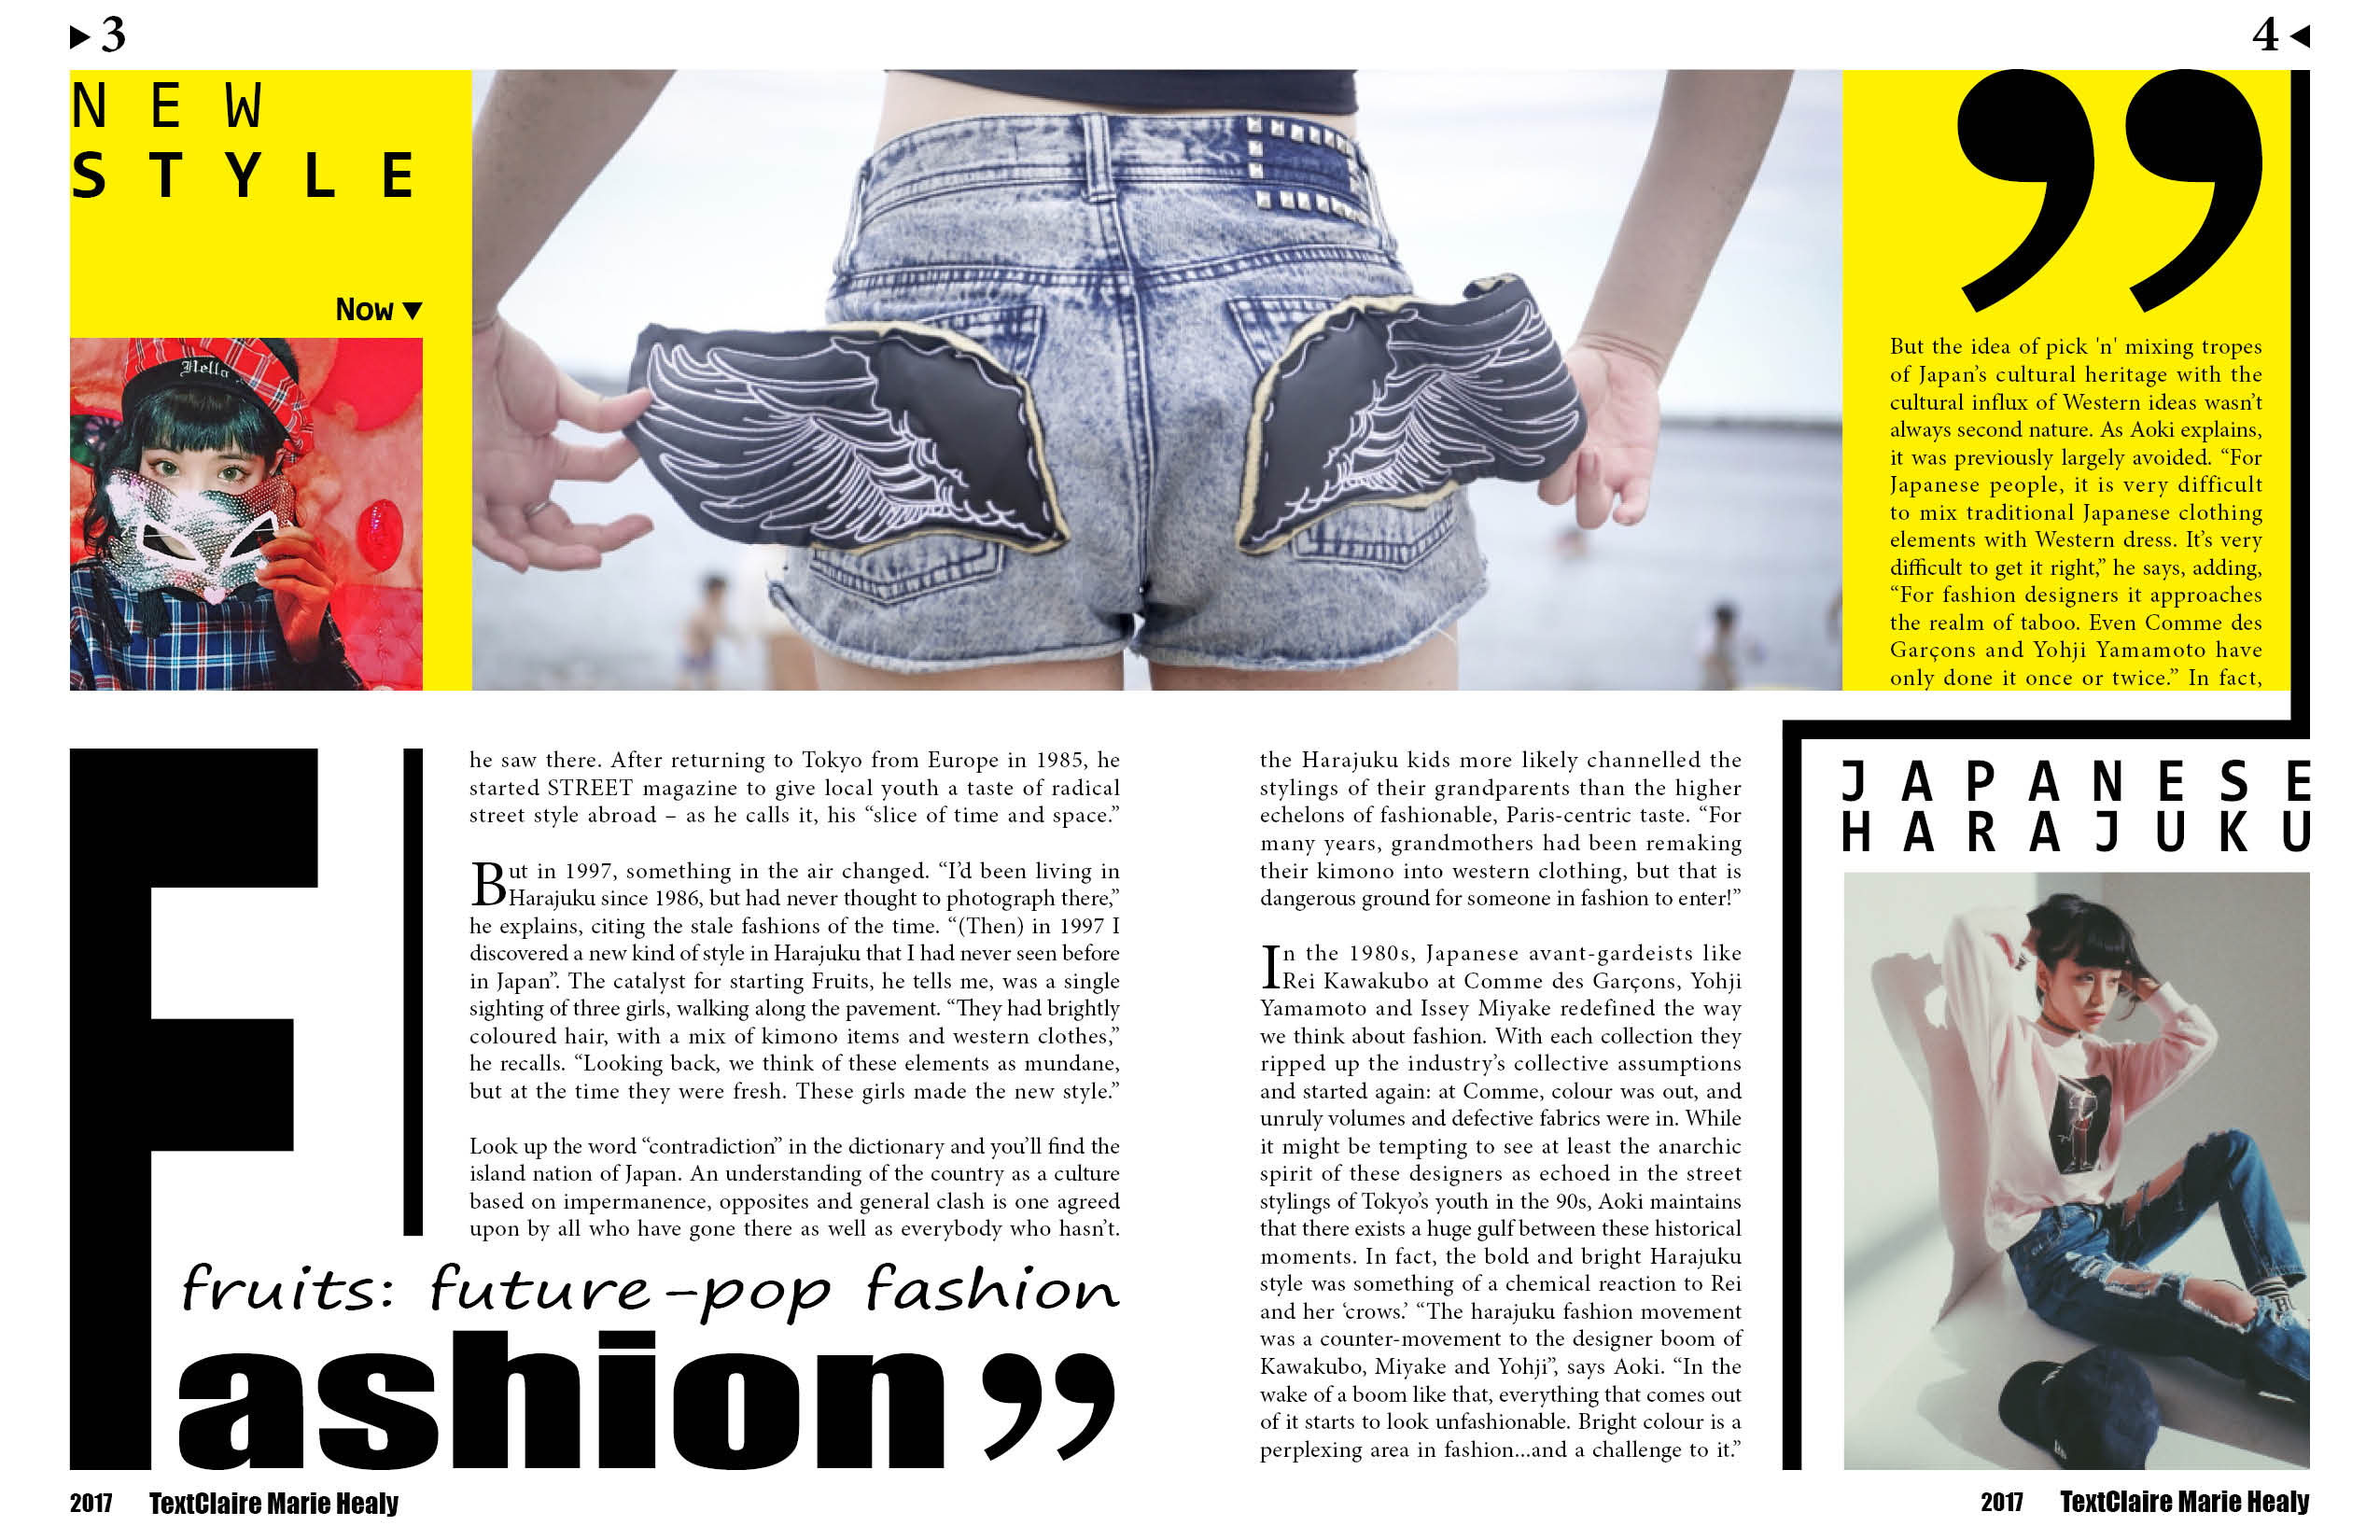 3
4
NEW
STYLE
Now
Hello
he saw there. After returning to Tokyo from Europe in 1985, he
started STREET magazine to give local youth a taste of radical
street style abroad – as he calls it, his “slice of time and space.”
But in 1997, something in the air changed. “I’d been living in
Harajuku since 1986, but had never thought to photograph there,”
he explains, citing the stale fashions of the time. “(Then) in 1997 I
discovered a new kind of style in Harajuku that I had never seen before
in Japan”. The catalyst for starting Fruits, he tells me, was a single
sighting of three girls, walking along the pavement. “They had brightly
coloured hair, with a mix of kimono items and western clothes,”
he recalls. “Looking back, we think of these elements as mundane,
but at the time they were fresh. These girls made the new style.”
Look up the word “contradiction” in the dictionary and you’ll find the
island nation of Japan. An understanding of the country as a culture
based on impermanence, opposites and general clash is one agreed
upon by all who have gone there as well as everybody who hasn’t.
fruits: future-pop fashion
Fashion”
2017 TextClaire Marie Healy
”
But the idea of pick 'n' mixing tropes
of Japan’s cultural heritage with the
cultural influx of Western ideas wasn’t
always second nature. As Aoki explains,
it was previously largely avoided. “For
Japanese people, it is very difficult
to mix traditional Japanese clothing
elements with Western dress. It’s very
difficult to get it right,” he says, adding,
“For fashion designers it approaches
the realm of taboo. Even Comme des
Garçons and Yohji Yamamoto have
only done it once or twice.” In fact,
the Harajuku kids more likely channelled the
stylings of their grandparents than the higher
echelons of fashionable, Paris-centric taste. “For
many years, grandmothers had been remaking
their kimono into western clothing, but that is
dangerous ground for someone in fashion to enter!”
In the 1980s, Japanese avant-gardeists like
Rei Kawakubo at Comme des Garçons, Yohji
Yamamoto and Issey Miyake redefined the way
we think about fashion. With each collection they
ripped up the industry’s collective assumptions
and started again: at Comme, colour was out, and
unruly volumes and defective fabrics were in. While
it might be tempting to see at least the anarchic
spirit of these designers as echoed in the street
stylings of Tokyo’s youth in the 90s, Aoki maintains
that there exists a huge gulf between these historical
moments. In fact, the bold and bright Harajuku
style was something of a chemical reaction to Rei
and her ‘crows.’ “The harajuku fashion movement
was a counter-movement to the designer boom of
Kawakubo, Miyake and Yohji”, says Aoki. “In the
wake of a boom like that, everything that comes out
of it starts to look unfashionable. Bright colour is a
perplexing area in fashion...and a challenge to it.”
JAPANESE
HARAJUKU
2017 TextClaire Marie Healy